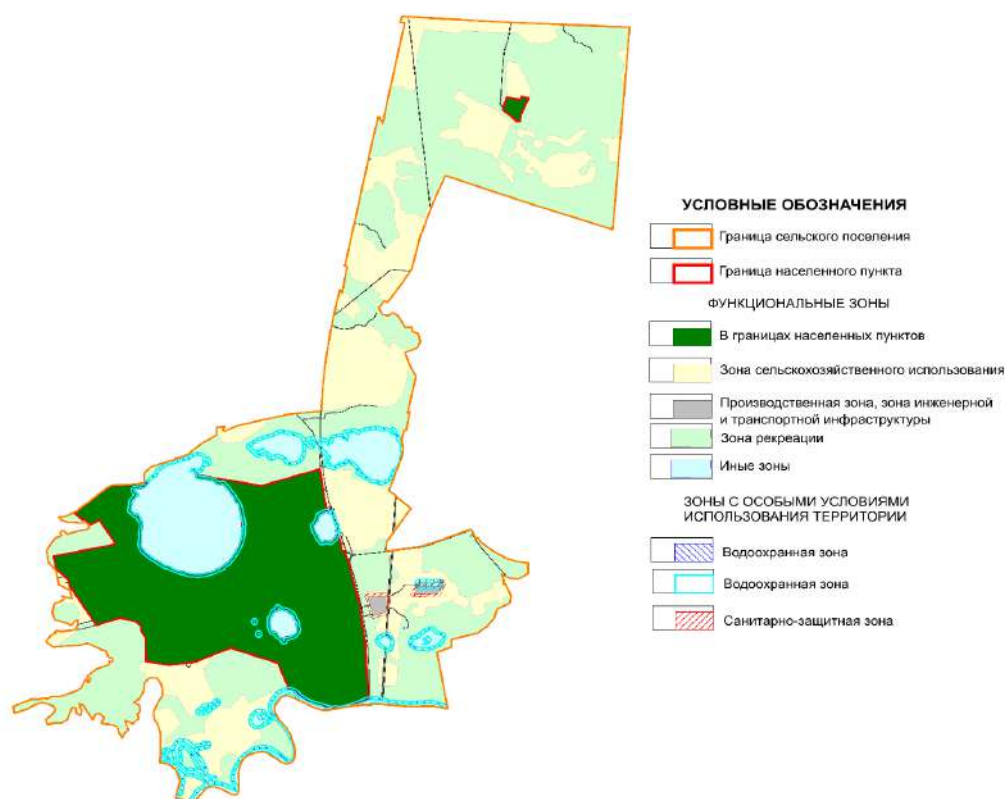 УСЛОВНЫЕ ОБОЗНАЧЕНИЯ
Граница сельского поселения
Граница населенного пункта
ФУНКЦИОНАЛЬНЫЕ ЗОНЫ
В границах населенных пунктов
Зона сельскохозяйственного использования
Производственная зона, зона инженерной
и транспортной инфраструктуры
Зона рекреации
Иные зоны
ЗОНЫ С ОСОБЫМИ УСЛОВИЯМИ
ИСПОЛЬЗОВАНИЯ ТЕРРИТОРИИ
Водоохранная зона
Водоохранная зона
Санитарно-защитная зона